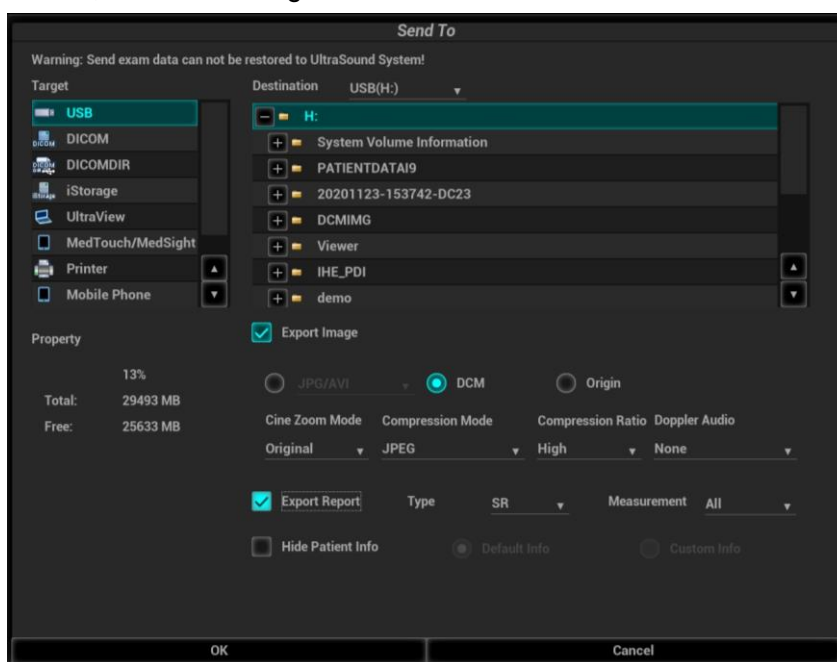 Send To
Warning: Send exam data can not be restored to UltraSound System!
Target
Destination USB(H:)
USB
DICOM
DICOMDIR
iStorage
UltraView
MedTouch/MedSight
Printer
Mobile Phone
H:
System Volume Information
PATIENTDATAI9
20201123-153742-DC23
DCMIMG
Viewer
IHE_PDI
demo
Property
13%
Total: 29493 MB
Free: 25633 MB
Export Image
JPG/AVI DCM Origin
Cine Zoom Mode Compression Mode Compression Ratio Doppler Audio
Original JPEG High None
Export Report Type SR Measurement All
Hide Patient Info Default Info Custom Info
OK Cancel